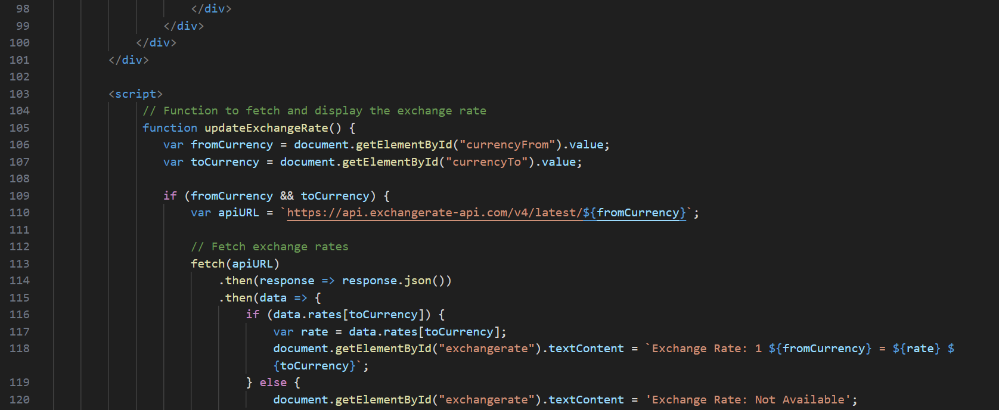 98 </div>
99 </div>
100 </div>
101 </div>
102
103 <script>
104 // Function to fetch and display the exchange rate
105 function updateExchangeRate() {
106 var fromCurrency = document.getElementById("currencyFrom").value;
107 var toCurrency = document.getElementById("currencyTo").value;
108
109 if (fromCurrency && toCurrency) {
110 var apiURL = `https://api.exchangerate-api.com/v4/latest/${fromCurrency}`;
111
112 // Fetch exchange rates
113 fetch(apiURL)
114 .then(response => response.json())
115 .then(data => {
116 if (data.rates[toCurrency]) {
117 var rate = data.rates[toCurrency];
118 document.getElementById("exchangerate").textContent = `Exchange Rate: 1 ${fromCurrency} = ${rate} $
{toCurrency}`;
119 } else {
120 document.getElementById("exchangerate").textContent = 'Exchange Rate: Not Available';